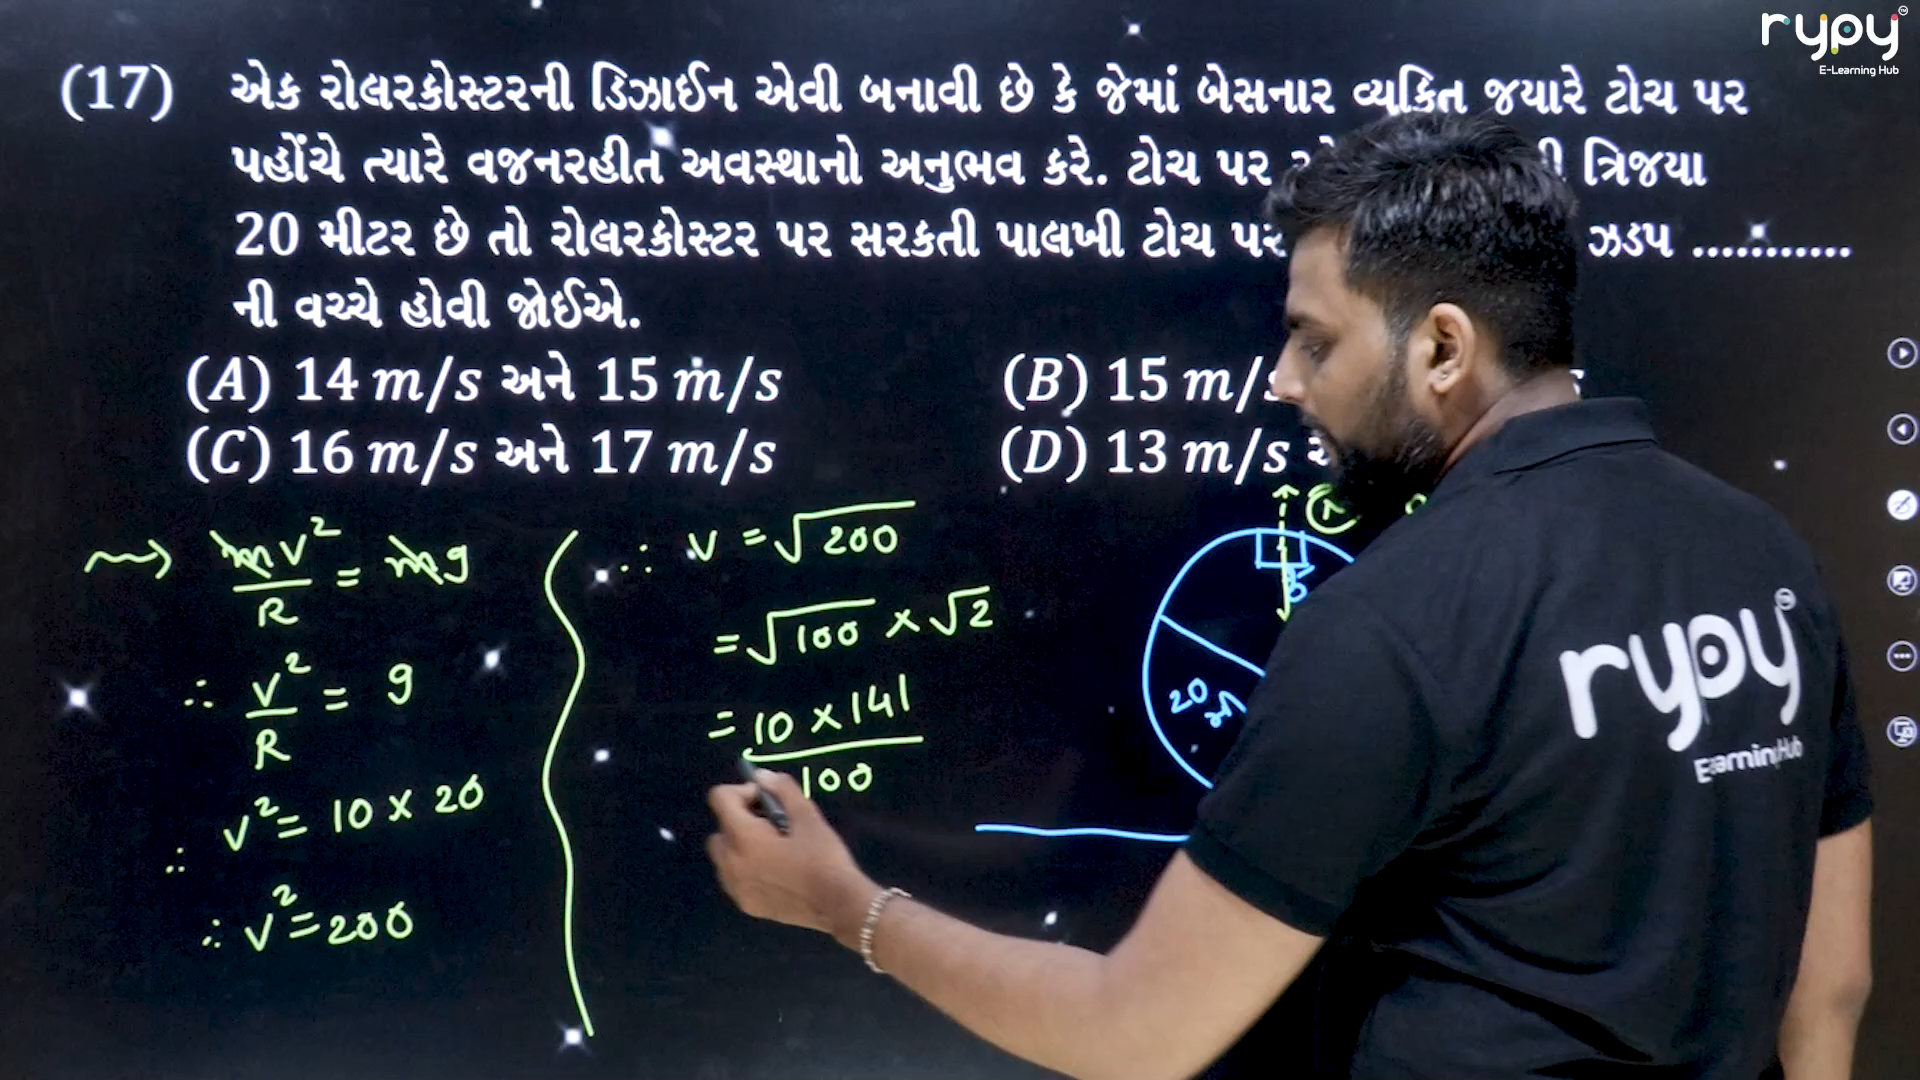 rypy
E-Learning Hub
(17) એક રોલરકોસ્ટરની ડિઝાઈન એવી બનાવી છે કે જેમાં બેસનાર વ્યકિત જયારે ટોચ પર
પહોંચે ત્યારે વજનરહીત અવસ્થાનો અનુભવ કરે. ટોચ પર ત્રિજયા
20 મીટર છે તો રોલરકોસ્ટર પર સરકતી પાલખી ટોચ પર ઝડપ ...........
ની વચ્ચે હોવી જોઈએ.
(A) 14 m/s અને 15 m/s
(B) 15 m/s
(C) 16 m/s અને 17 m/s
(D) 13 m/s
mv²/R = mg
∴ v²/R = g
∴ v² = 10 × 20
∴ v² = 200
∴ v = √200
= √100 × √2
= 10 × 141
100
20
rypy
E-Learning Hub